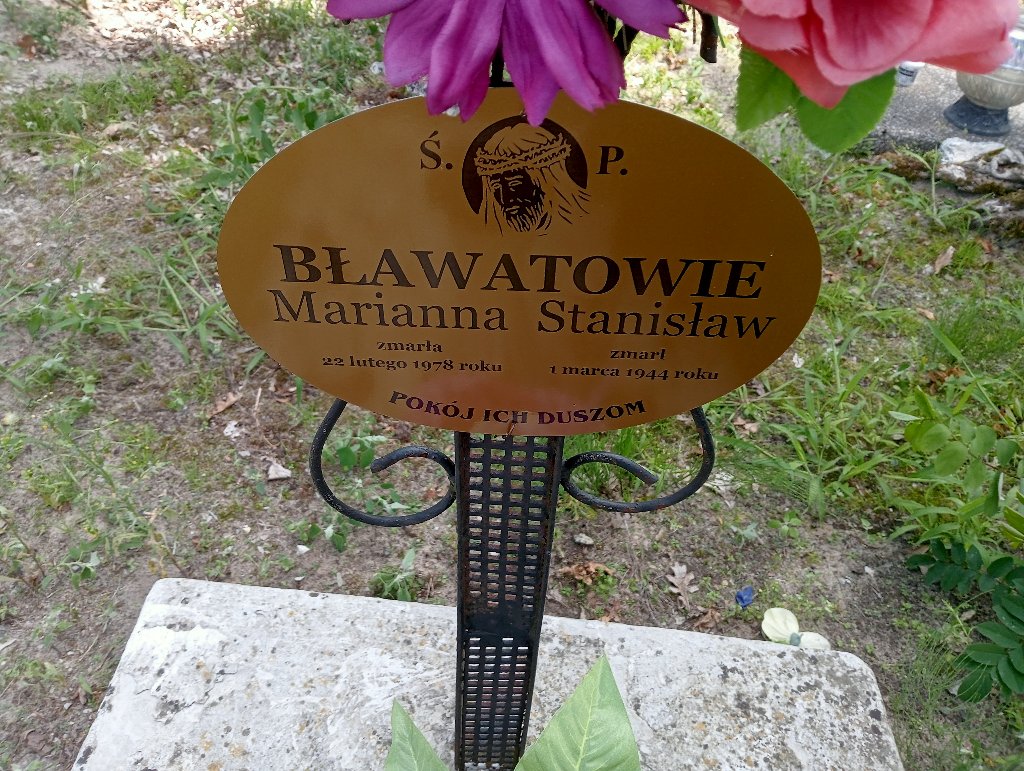 Ś. P.
BŁAWATOWIE
Marianna Stanisław
zmarła zmarł
22 lutego 1978 roku 1 marca 1944 roku
POKÓJ ICH DUSZOM